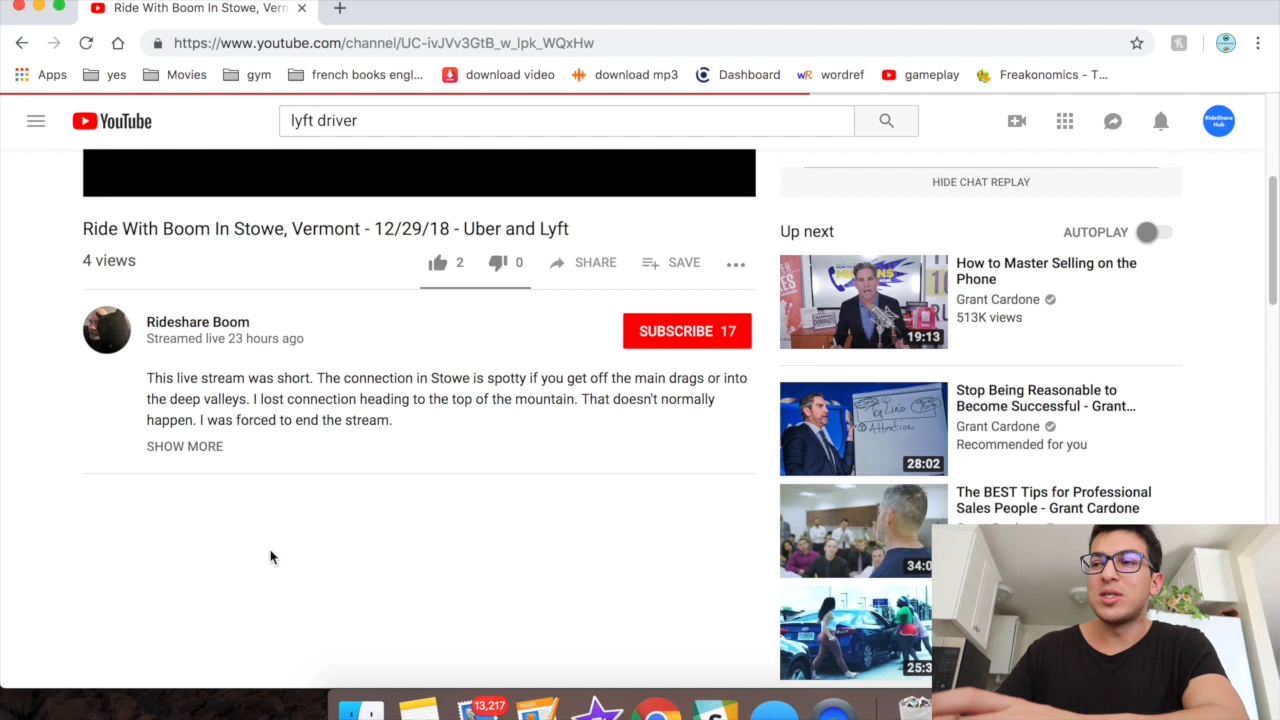 Ride With Boom In Stowe, Verm
https://www.youtube.com/channel/UC-ivJVv3GtB_w_lpk_WQxHw
Apps yes Movies gym french books engl... download video download mp3 Dashboard wordref gameplay Freakonomics - T...
YouTube
lyft driver
RideShare
Hub
HIDE CHAT REPLAY
Ride With Boom In Stowe, Vermont - 12/29/18 - Uber and Lyft
4 views
2 0 SHARE SAVE
Rideshare Boom
Streamed live 23 hours ago
SUBSCRIBE 17
This live stream was short. The connection in Stowe is spotty if you get off the main drags or into
the deep valleys. I lost connection heading to the top of the mountain. That doesn't normally
happen. I was forced to end the stream.
SHOW MORE
Up next
AUTOPLAY
How to Master Selling on the
Phone
Grant Cardone
513K views
19:13
Stop Being Reasonable to
Become Successful - Grant...
Grant Cardone
Recommended for you
28:02
The BEST Tips for Professional
Sales People - Grant Cardone
34:0
25:3
13,217